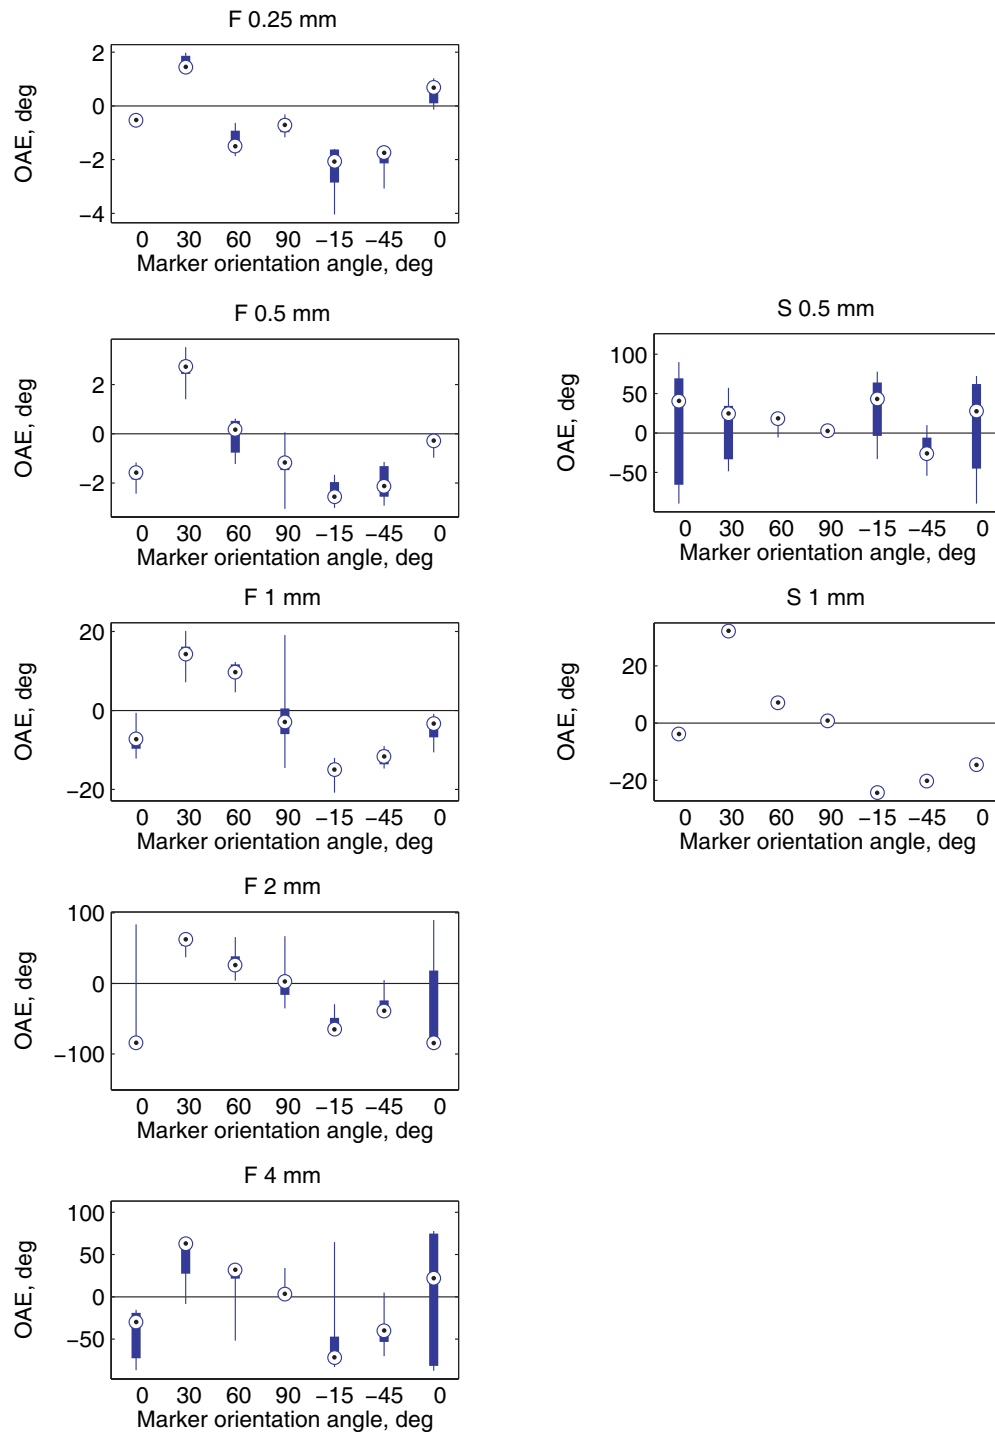 F 0.25 mm
OAE, deg
2
0
−2
−4
0 30 60 90 −15 −45 0
Marker orientation angle, deg
F 0.5 mm
OAE, deg
2
0
−2
0 30 60 90 −15 −45 0
Marker orientation angle, deg
S 0.5 mm
OAE, deg
100
50
0
−50
0 30 60 90 −15 −45 0
Marker orientation angle, deg
F 1 mm
OAE, deg
20
0
−20
0 30 60 90 −15 −45 0
Marker orientation angle, deg
S 1 mm
OAE, deg
20
0
−20
0 30 60 90 −15 −45 0
Marker orientation angle, deg
F 2 mm
OAE, deg
100
0
−100
0 30 60 90 −15 −45 0
Marker orientation angle, deg
F 4 mm
OAE, deg
100
50
0
−50
0 30 60 90 −15 −45 0
Marker orientation angle, deg